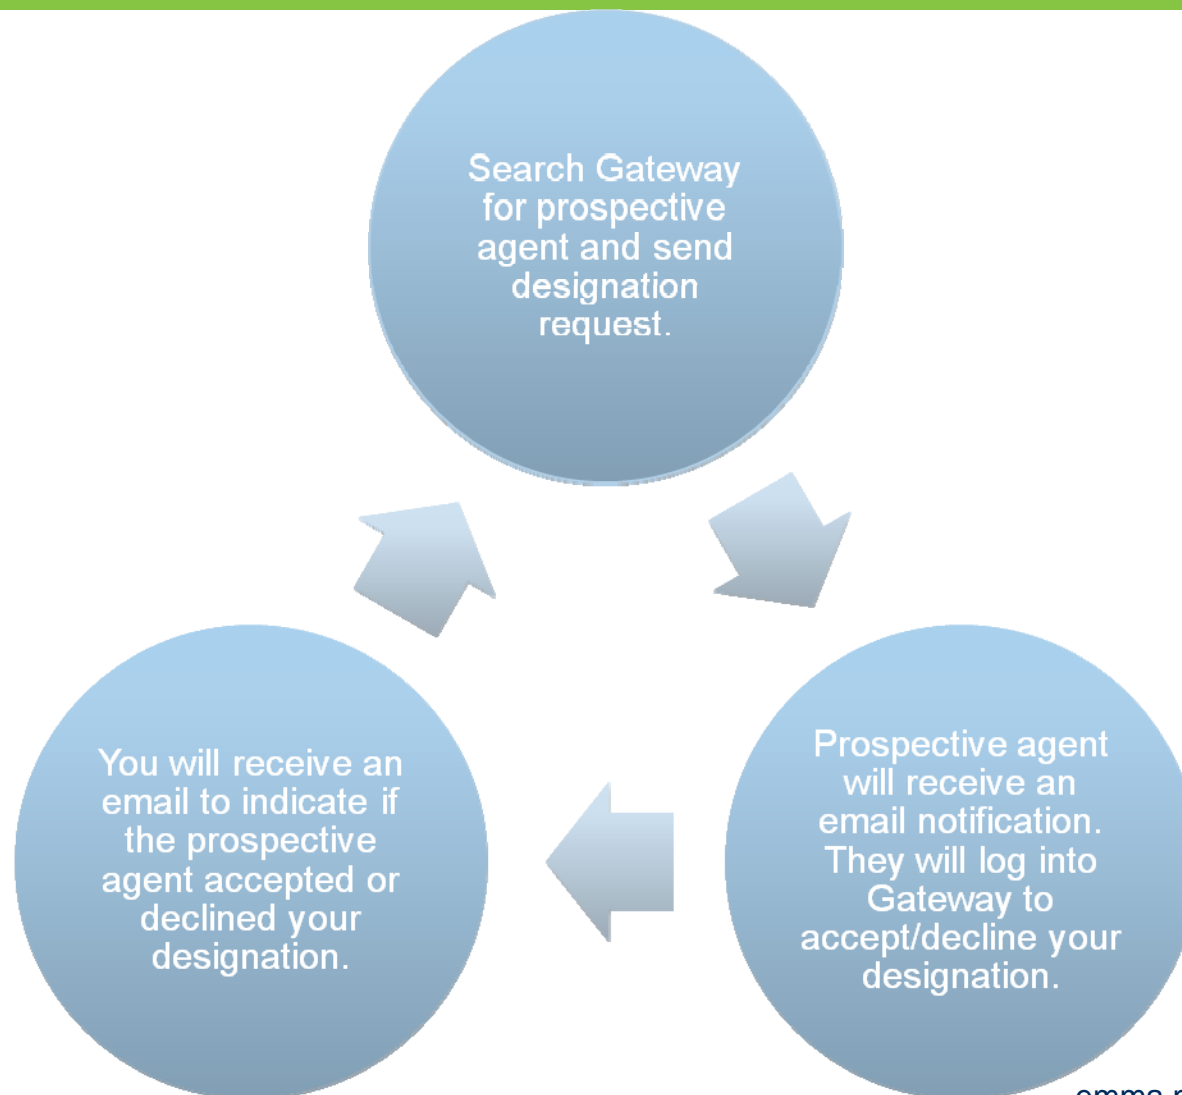 Search Gateway
for prospective
agent and send
designation
request.
Prospective agent
will receive an
email notification.
They will log into
Gateway to
accept/decline your
designation.
You will receive an
email to indicate if
the prospective
agent accepted or
declined your
designation.